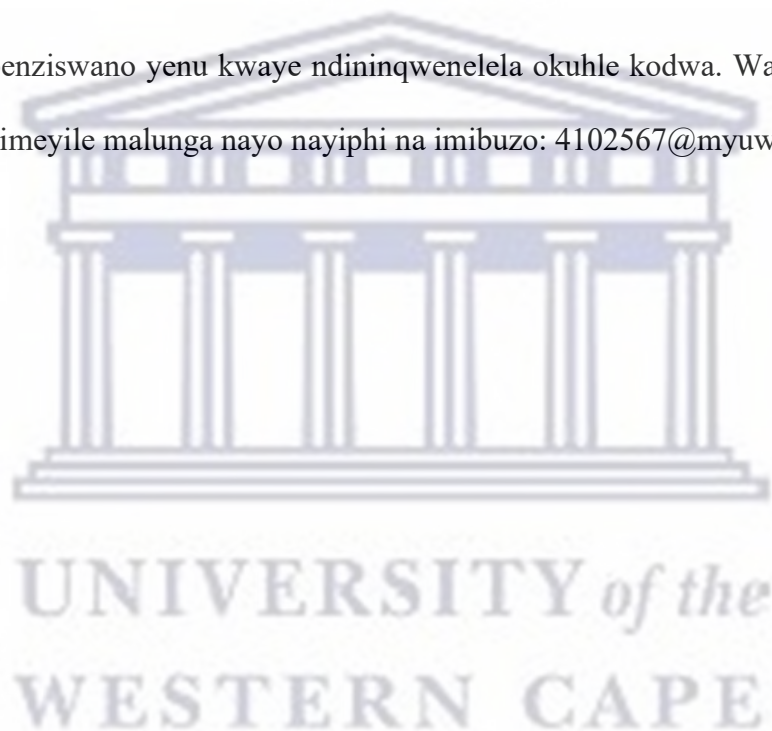 enziswano yenu kwaye ndininqwenelela okuhle kodwa. Wa
imeyile malunga nayo nayiphi na imibuzo: 4102567@myuw
UNIVERSITY of the
WESTERN CAPE